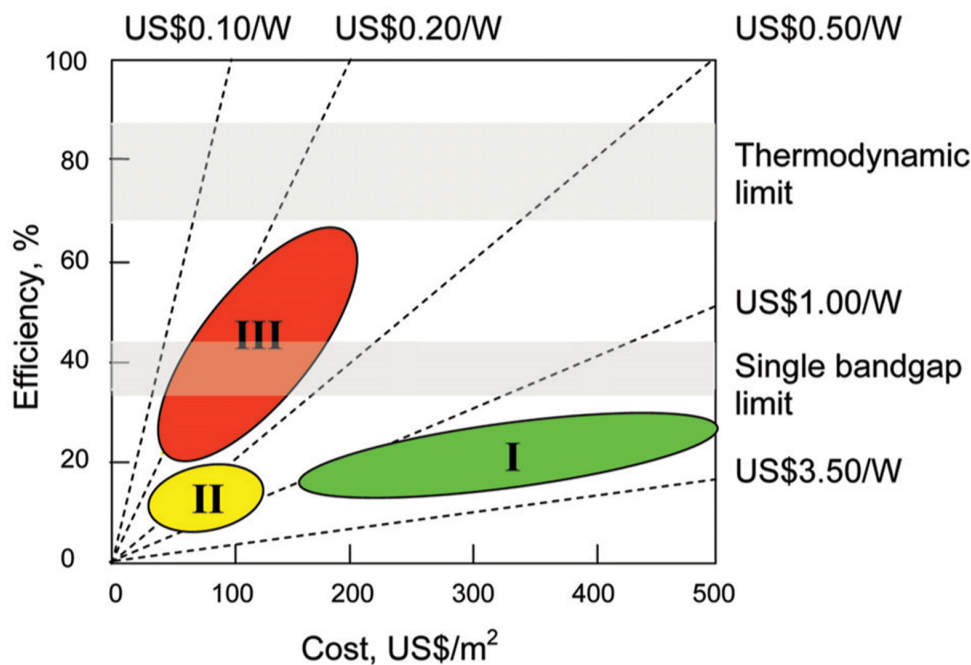 US$0.10/W US$0.20/W US$0.50/W
100
80
60
40
20
0
Efficiency, %
Thermodynamic
limit
US$1.00/W
Single bandgap
limit
US$3.50/W
III
II
I
0 100 200 300 400 500
Cost, US$/m²